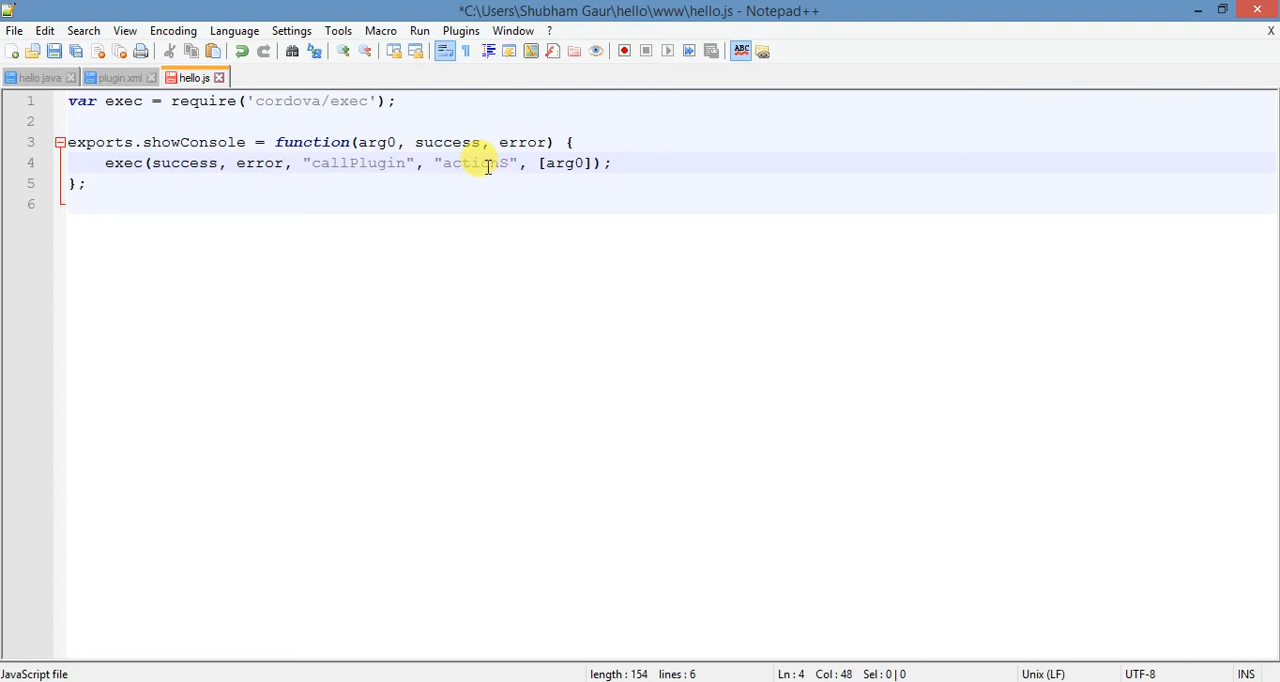 *C:\Users\Shubham Gaur\hello\www\hello.js - Notepad++
File Edit Search View Encoding Language Settings Tools Macro Run Plugins Window ? X
ABC
hello.java plugin.xml hello.js
1 var exec = require('cordova/exec');
2
3 exports.showConsole = function(arg0, success, error) {
4 exec(success, error, "callPlugin", "actionS", [arg0]);
5 };
6
JavaScript file length : 154 lines : 6 Ln : 4 Col : 48 Sel : 0 | 0 Unix (LF) UTF-8 INS